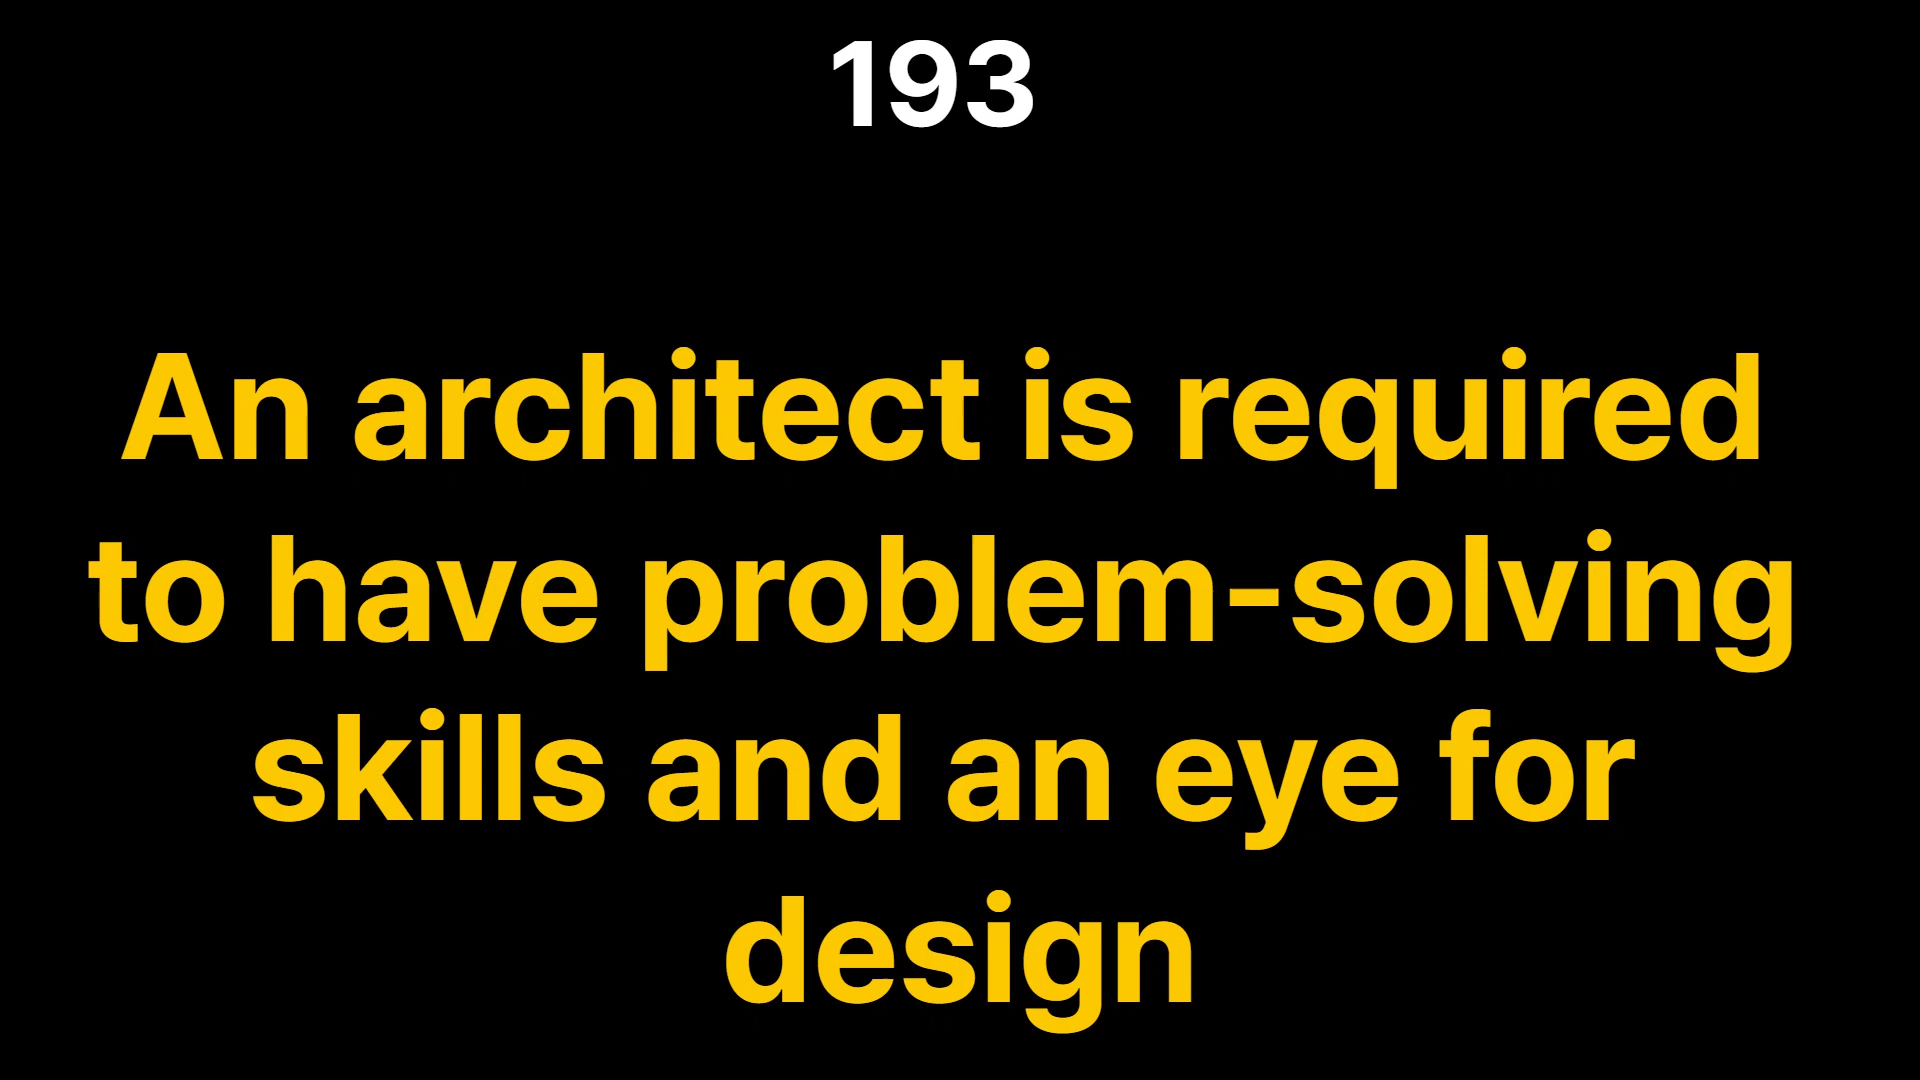 193
An architect is required
to have problem-solving
skills and an eye for
design